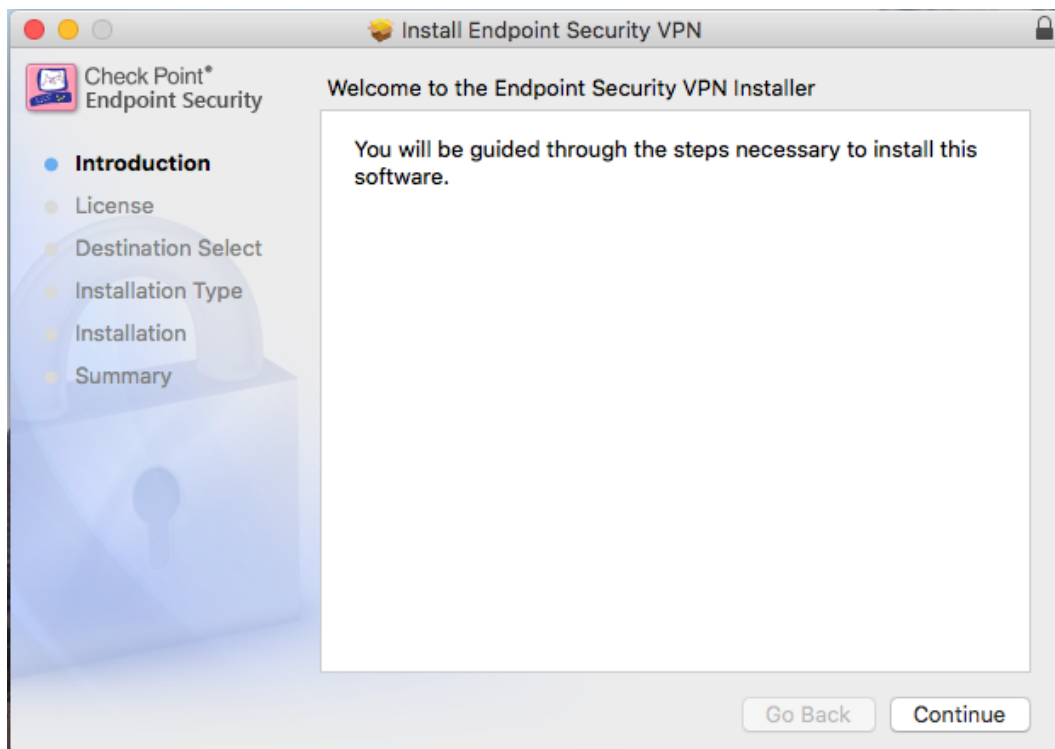 Install Endpoint Security VPN
Check Point®
Endpoint Security
Welcome to the Endpoint Security VPN Installer
Introduction
License
Destination Select
Installation Type
Installation
Summary
You will be guided through the steps necessary to install this
software.
Go Back
Continue